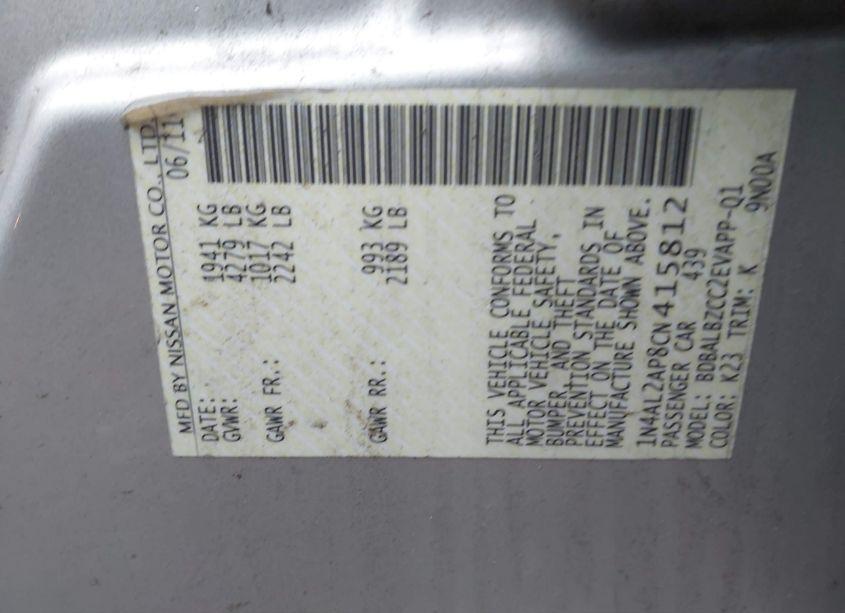 MFD BY NISSAN MOTOR CO., LTD.
DATE: 06/11
GVWR: 1941 KG
4279 LB
GAWR FR.: 1017 KG
2242 LB
GAWR RR.: 993 KG
2189 LB
THIS VEHICLE CONFORMS TO
ALL APPLICABLE FEDERAL
MOTOR VEHICLE SAFETY,
BUMPER, AND THEFT
PREVENTION STANDARDS IN
EFFECT ON THE DATE OF
MANUFACTURE SHOWN ABOVE.
1N4AL2AP8CN415812
PASSENGER CAR 439
MODEL: BDBALBZCC2EVAPP-Q1
COLOR: K23 TRIM: K 9N00A